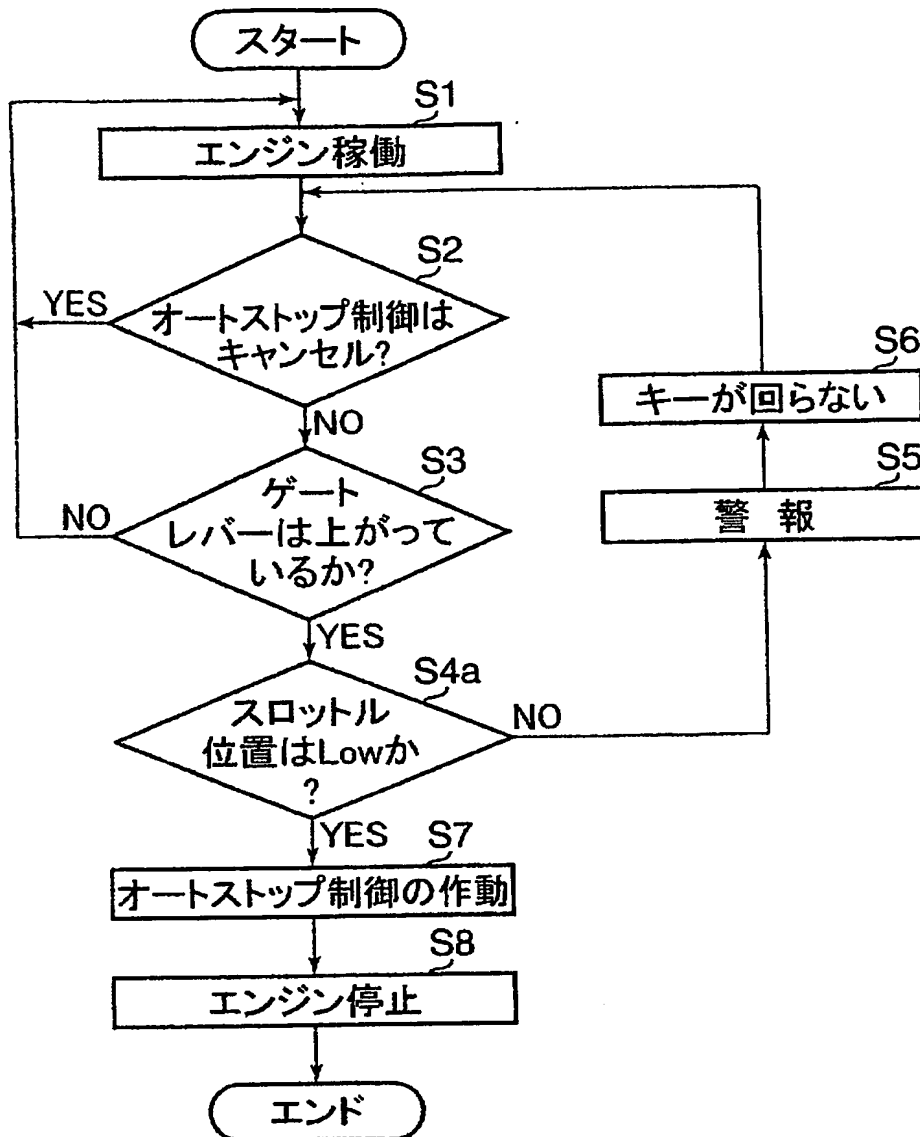 スタート
S1
エンジン稼働
S2
YES
オートストップ制御は
キャンセル?
NO
S6
キーが回らない
S3
S5
NO
ゲート
レバーは上がって
いるか?
警 報
YES
S4a
スロットル
位置はLowか
?
NO
YES
S7
オートストップ制御の作動
S8
エンジン停止
エンド